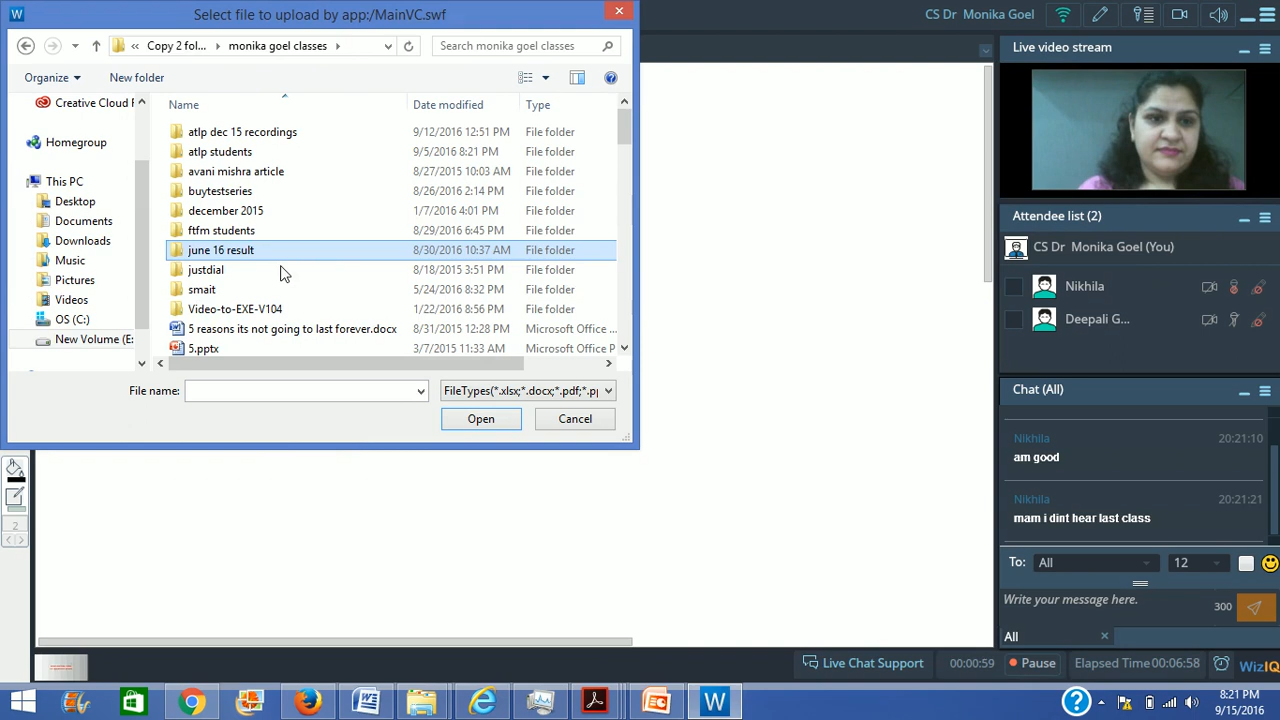 Select file to upload by app:/MainVC.swf
Copy 2 fol...
monika goel classes
Search monika goel classes
Organize
New folder
Name
Date modified
Type
Creative Cloud F
Homegroup
This PC
Desktop
Documents
Downloads
Music
Pictures
Videos
OS (C:)
New Volume (E:
atlp dec 15 recordings 9/12/2016 12:51 PM File folder
atlp students 9/5/2016 8:21 PM File folder
avani mishra article 8/27/2015 10:03 AM File folder
buytestseries 8/26/2016 2:14 PM File folder
december 2015 1/7/2016 4:01 PM File folder
ftfm students 8/29/2016 6:45 PM File folder
june 16 result 8/30/2016 10:37 AM File folder
justdial 8/18/2015 3:51 PM File folder
smait 5/24/2016 8:32 PM File folder
Video-to-EXE-V104 1/22/2016 8:56 PM File folder
5 reasons its not going to last forever.docx 8/31/2015 12:28 PM Microsoft Office ...
5.pptx 3/7/2015 11:33 AM Microsoft Office P
File name:
FileTypes(*.xlsx;*.docx;*.pdf;*.p
Open
Cancel
2
CS Dr Monika Goel
Live video stream
Attendee list (2)
CS Dr Monika Goel (You)
Nikhila
Deepali G...
Chat (All)
Nikhila 20:21:10
am good
Nikhila 20:21:21
mam i dint hear last class
To: All 12
Write your message here. 300
All
Live Chat Support 00:00:59 Pause Elapsed Time 00:06:58 WizIQ
8:21 PM
9/15/2016